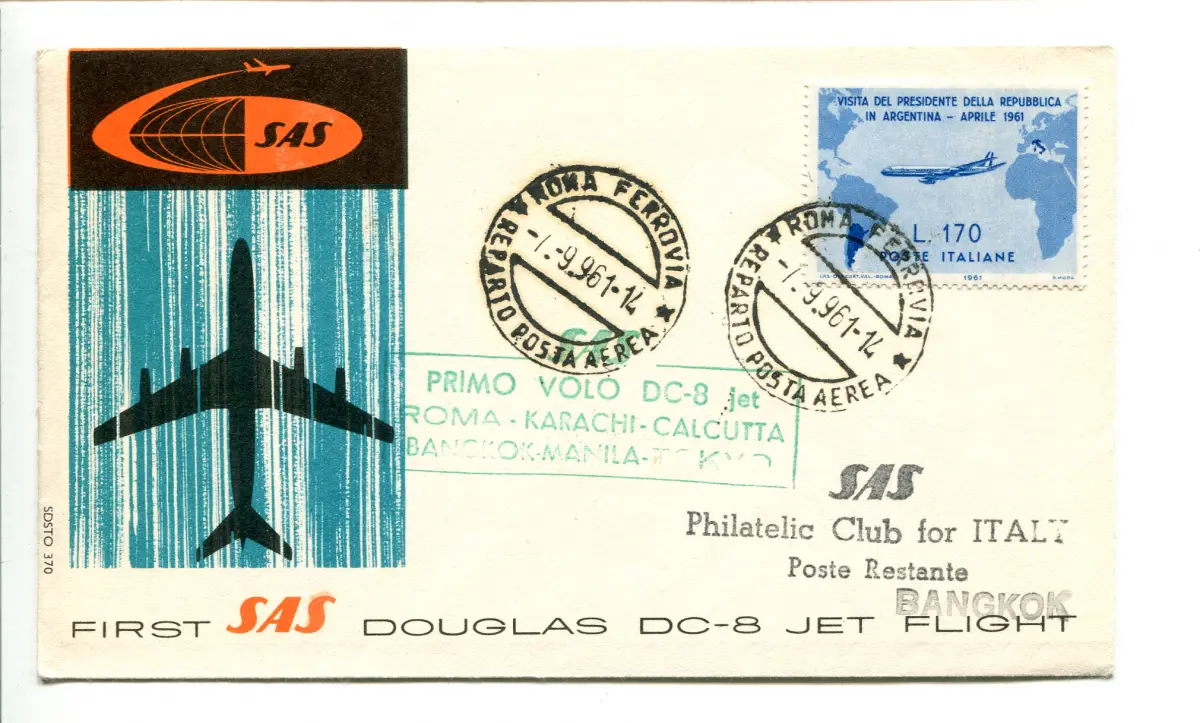 SAS
VISITA DEL PRESIDENTE DELLA REPUBBLICA
IN ARGENTINA - APRILE 1961
L. 170
POSTE ITALIANE
1961
ROMA FERROVIA
-7.-9.961-14
REPARTO POSTA AEREA
ROMA FERROVIA
-7.-9.961-14
REPARTO POSTA AEREA
SAS
PRIMO VOLO DC-8 jet
ROMA - KARACHI - CALCUTTA
BANGKOK-MANILA-TOKYO
SAS
Philatelic Club for ITALY
Poste Restante
BANGKOK
SDSTO 370
FIRST SAS DOUGLAS DC-8 JET FLIGHT